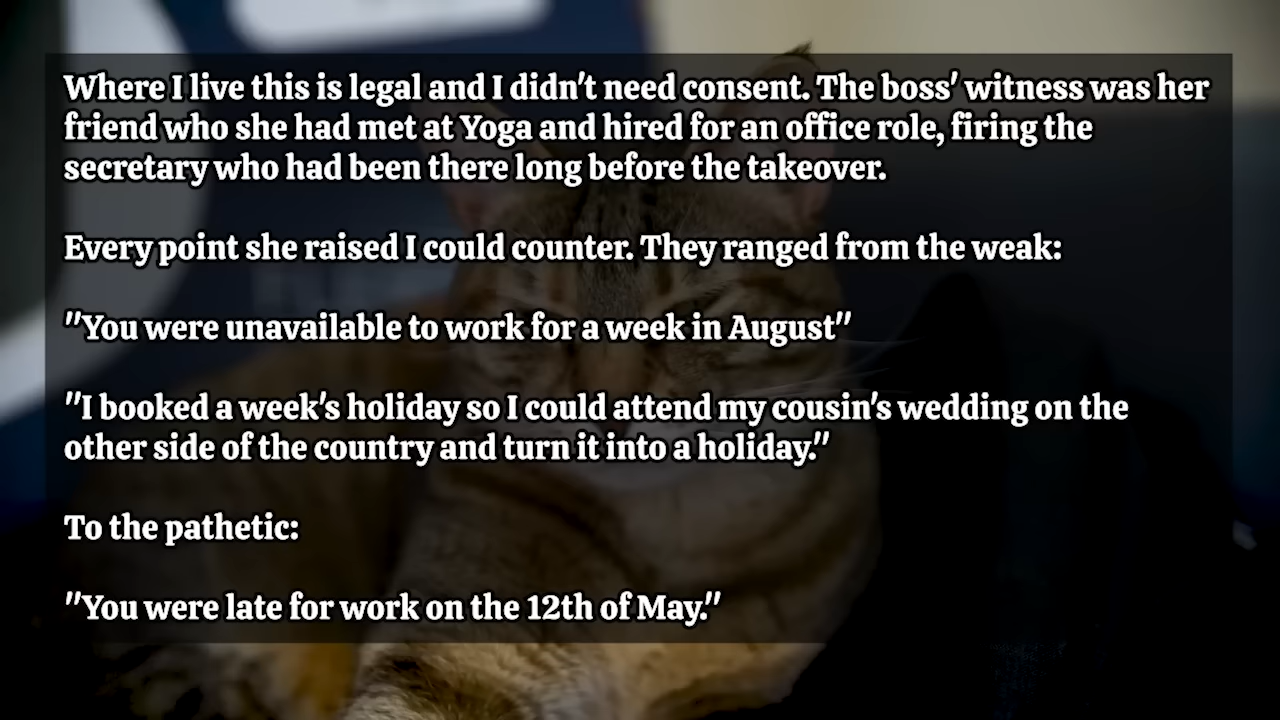 Where I live this is legal and I didn't need consent. The boss' witness was her
friend who she had met at Yoga and hired for an office role, firing the
secretary who had been there long before the takeover.
Every point she raised I could counter. They ranged from the weak:
"You were unavailable to work for a week in August"
"I booked a week's holiday so I could attend my cousin's wedding on the
other side of the country and turn it into a holiday."
To the pathetic:
"You were late for work on the 12th of May."